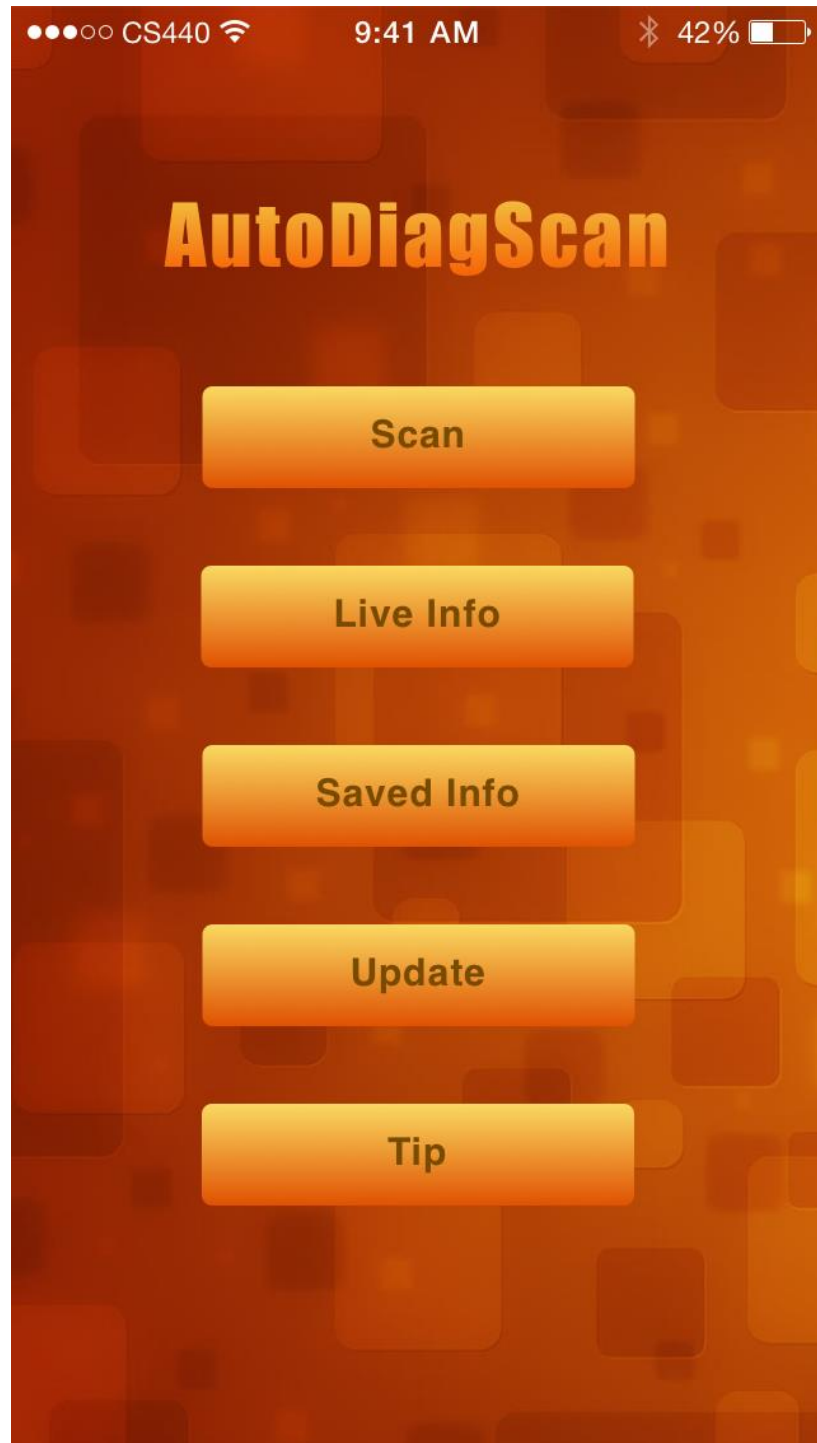 CS440 9:41 AM 42%
AutoDiagScan
Scan
Live Info
Saved Info
Update
Tip